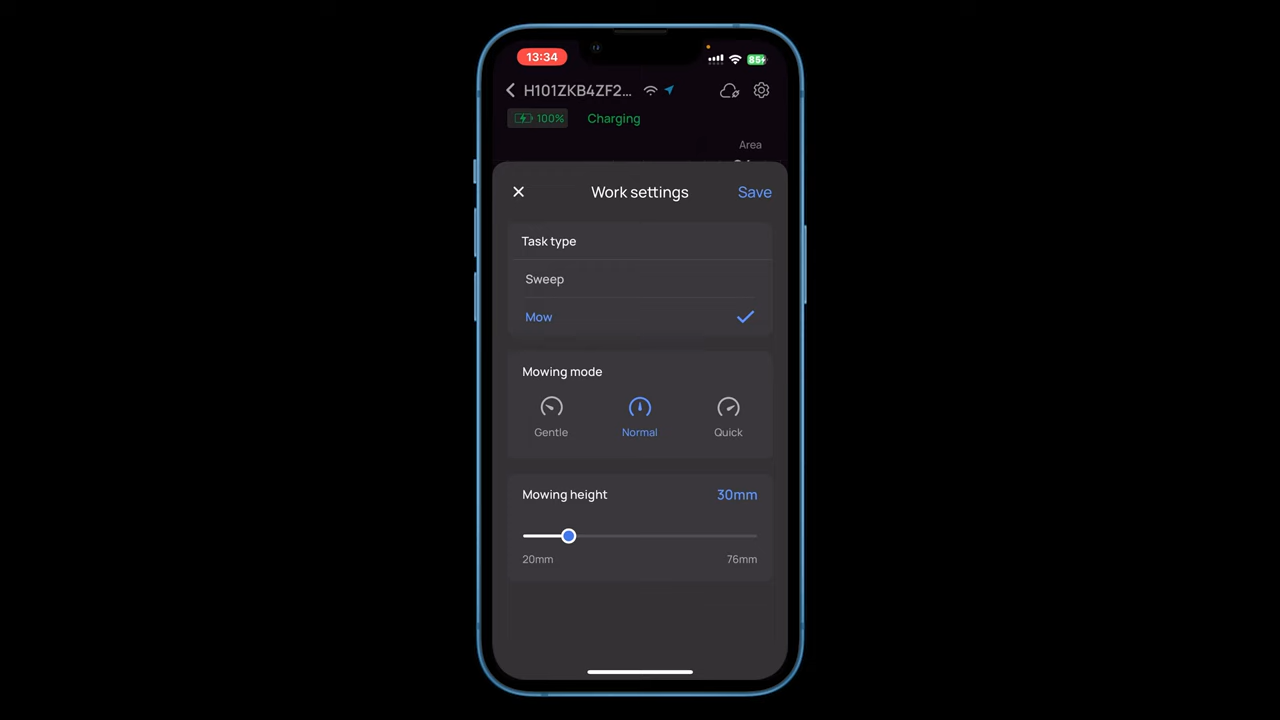 13:34
85
H101ZKB4ZF2...
100% Charging
Area
Work settings Save
Task type
Sweep
Mow
Mowing mode
Gentle Normal Quick
Mowing height 30mm
20mm 76mm